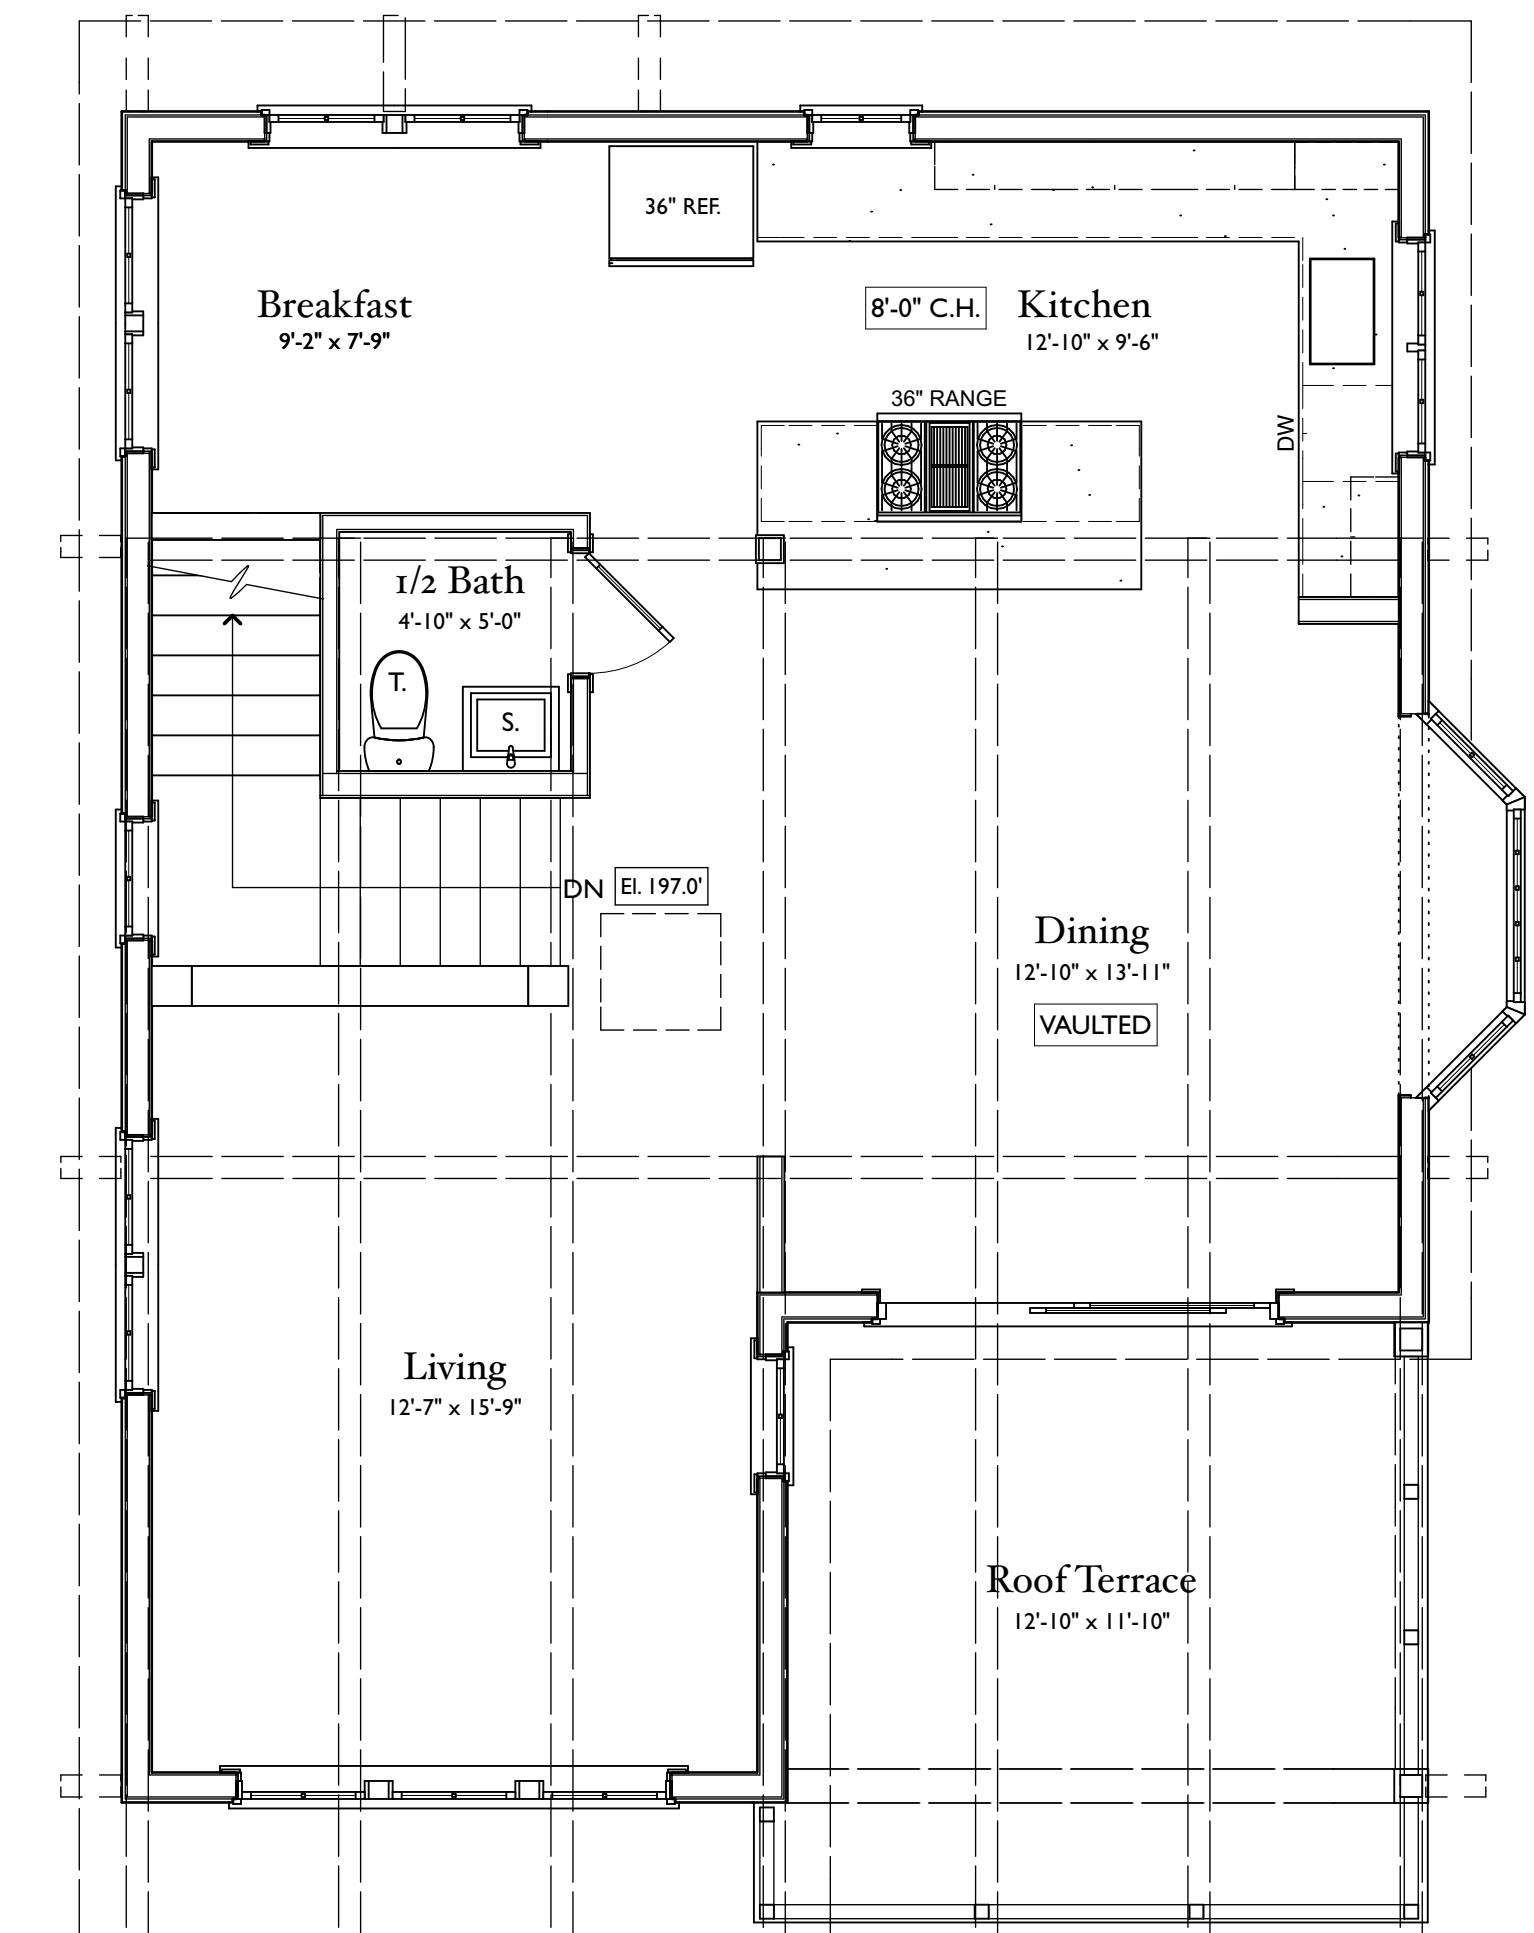 36" REF.
Breakfast
9'-2" x 7'-9"
8'-0" C.H.
Kitchen
12'-10" x 9'-6"
36" RANGE
DW
1/2 Bath
4'-10" x 5'-0"
T.
S.
DN
El. 197.0'
Dining
12'-10" x 13'-11"
VAULTED
Living
12'-7" x 15'-9"
Roof Terrace
12'-10" x 11'-10"